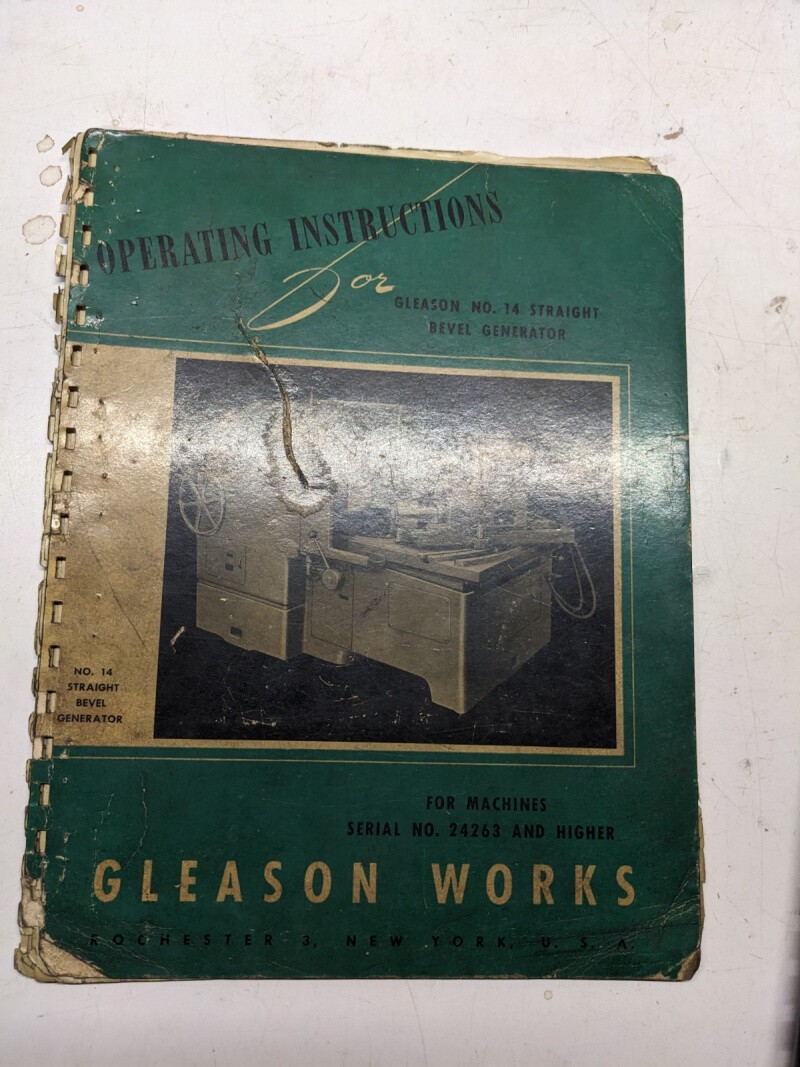 OPERATING INSTRUCTIONS
For
GLEASON NO. 14 STRAIGHT
BEVEL GENERATOR
NO. 14
STRAIGHT
BEVEL
GENERATOR
FOR MACHINES
SERIAL NO. 24263 AND HIGHER
GLEASON WORKS
ROCHESTER 3, NEW YORK, U. S. A.